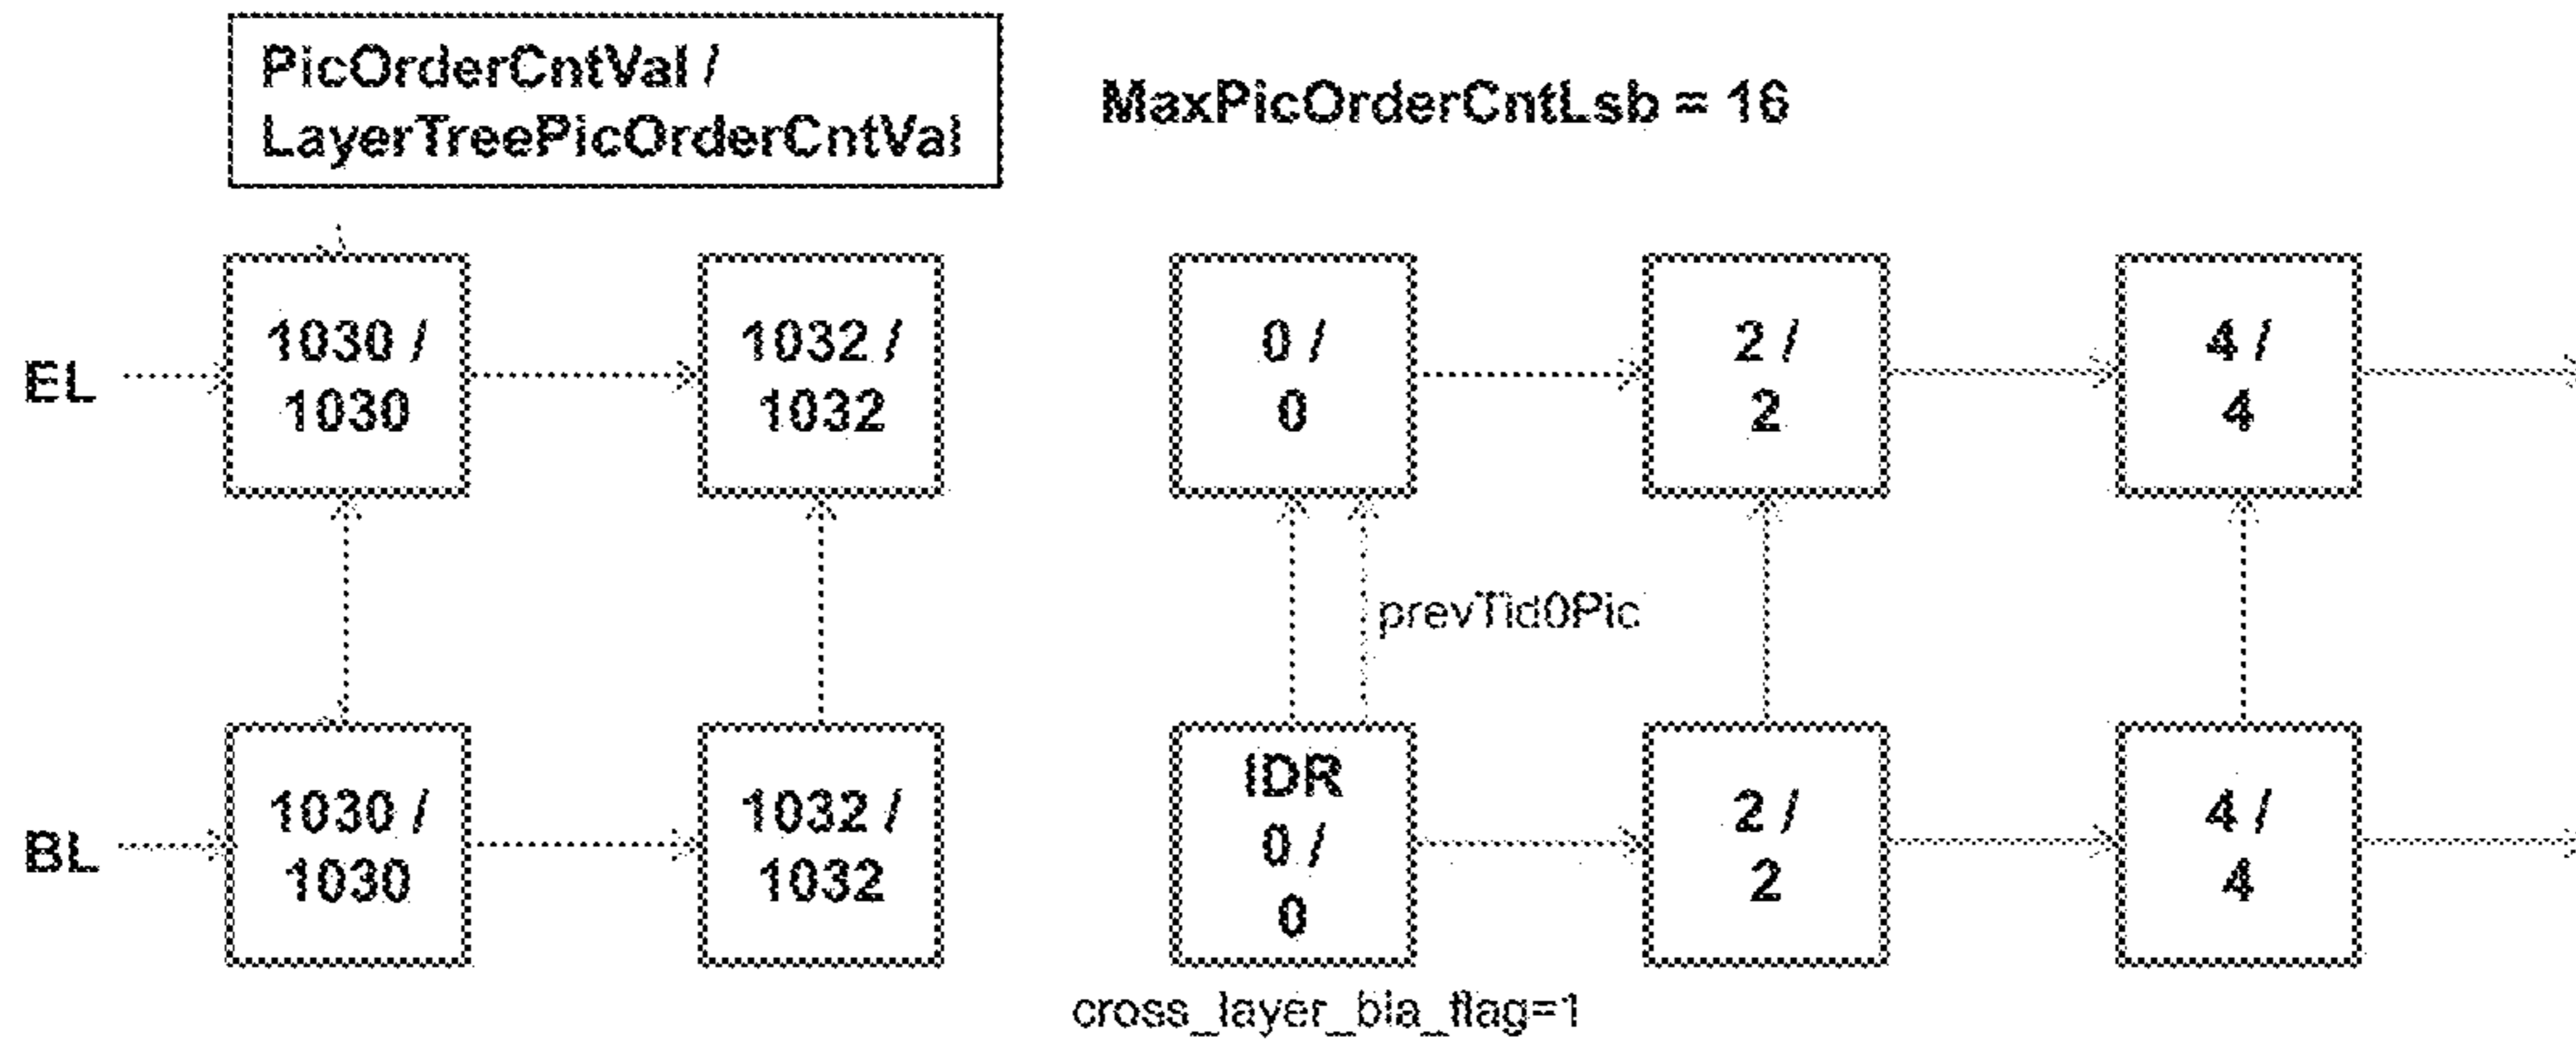 PicOrderCntVal /
LayerTreePicOrderCntVal
MaxPicOrderCntLsb = 16
EL
1030 /
1030
1032 /
1032
0 /
0
2 /
2
4 /
4
prevTid0Pic
BL
1030 /
1030
1032 /
1032
IDR
0 /
0
2 /
2
4 /
4
cross_layer_bla_flag=1